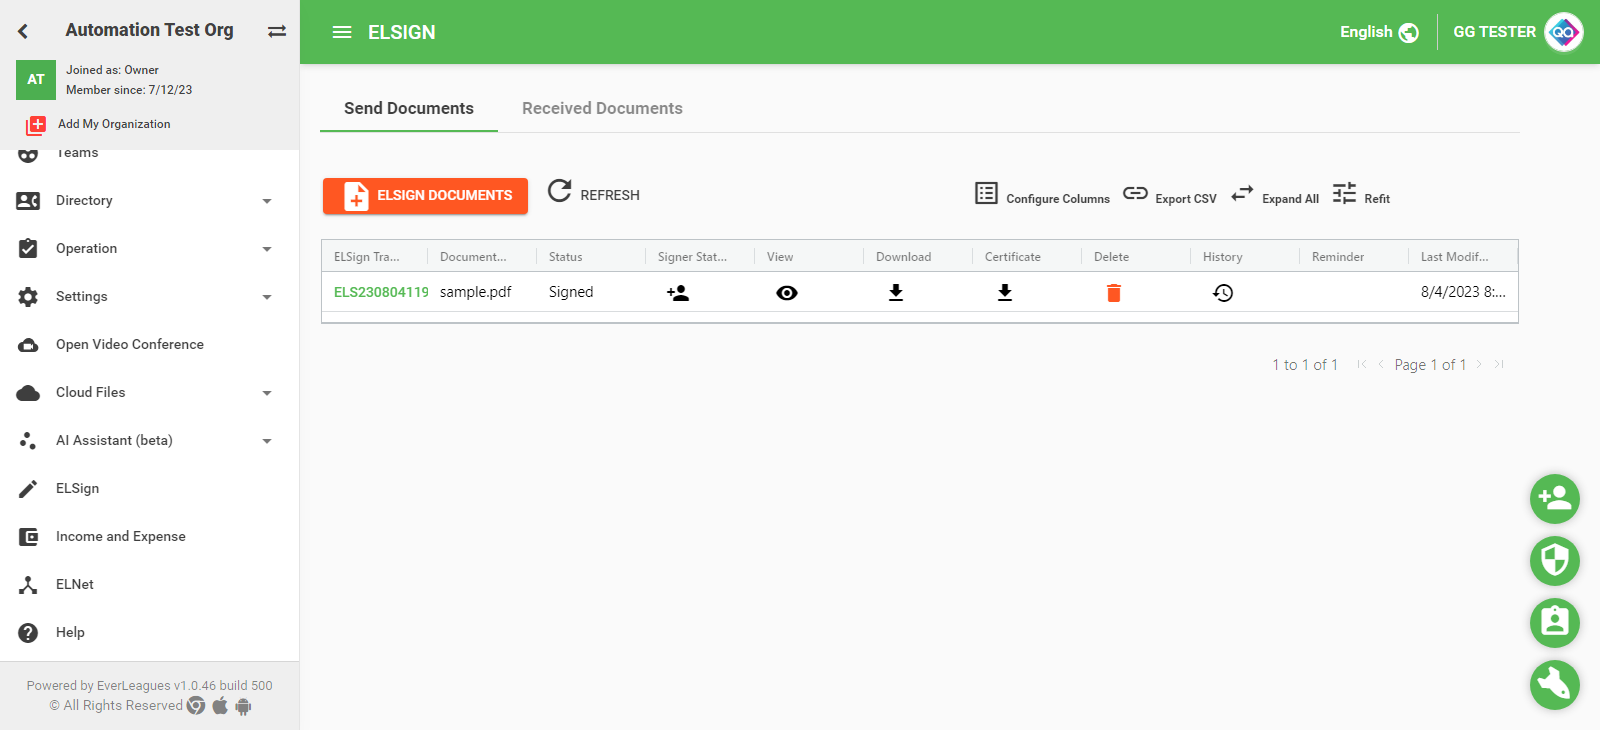 Automation Test Org
AT
Joined as: Owner
Member since: 7/12/23
Add My Organization
Teams
Directory
Operation
Settings
Open Video Conference
Cloud Files
AI Assistant (beta)
ELSign
Income and Expense
ELNet
Help
Powered by EverLeagues v1.0.46 build 500
© All Rights Reserved
ELSIGN
English
GG TESTER
QA
Send Documents
Received Documents
ELSIGN DOCUMENTS
REFRESH
Configure Columns
Export CSV
Expand All
Refit
ELSign Tra... Document... Status Signer Stat... View Download Certificate Delete History Reminder Last Modif...
ELS230804119 sample.pdf Signed 8/4/2023 8:...
1 to 1 of 1 Page 1 of 1